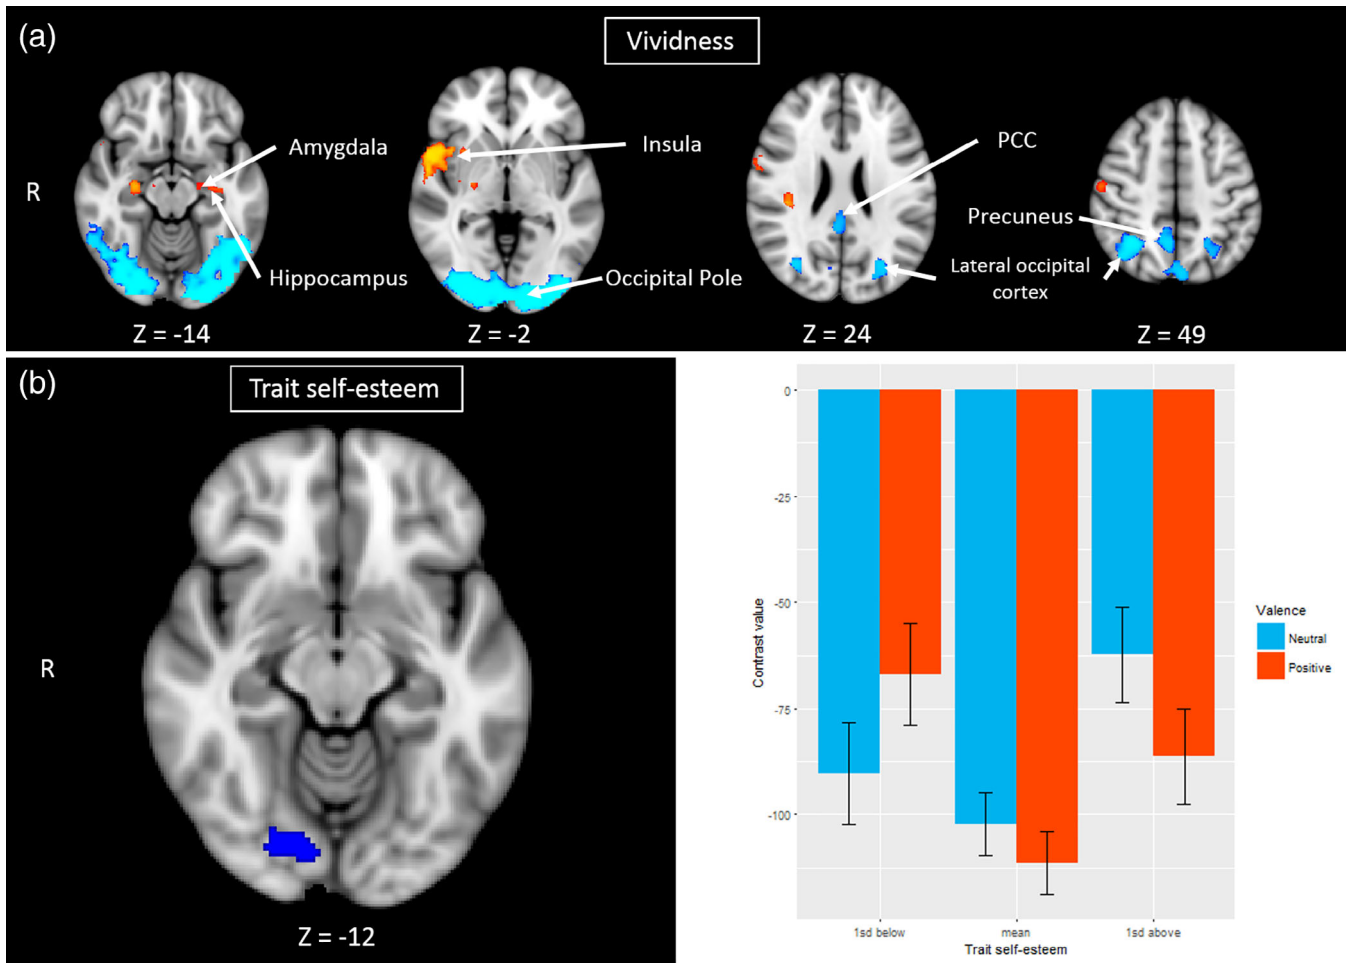 (a)
Vividness
Amygdala
Insula
PCC
R
Precuneus
Hippocampus
Occipital Pole
Lateral occipital
cortex
Z = -14
Z = -2
Z = 24
Z = 49
(b)
Trait self-esteem
R
Z = -12
0
-25
-50
-75
-100
Contrast value
1sd below
mean
1sd above
Trait self-esteem
Valence
Neutral
Positive